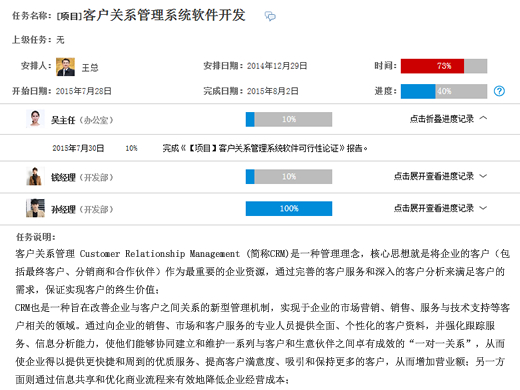 任务名称：[项目]客户关系管理系统软件开发
上级任务：无
安排人： 王总 安排日期：2014年12月29日 时间： 73%
开始日期：2015年7月28日 完成日期：2015年8月2日 进度： 40%
吴主任（办公室） 10% 点击折叠进度记录
2015年7月30日 10% 完成《【项目】客户关系管理系统软件可行性论证》报告。
钱经理（开发部） 10% 点击展开查看进度记录
孙经理（开发部） 100% 点击展开查看进度记录
任务说明：
客户关系管理 Customer Relationship Management (简称CRM)是一种管理理念，核心思想就是将企业的客户（包
括最终客户、分销商和合作伙伴）作为最重要的企业资源，通过完善的客户服务和深入的客户分析来满足客户的
需求，保证实现客户的终生价值；
CRM也是一种旨在改善企业与客户之间关系的新型管理机制，实现于企业的市场营销、销售、服务与技术支持等客
户相关的领域。通过向企业的销售、市场和客户服务的专业人员提供全面、个性化的客户资料，并强化跟踪服
务、信息分析能力，使他们能够协同建立和维护一系列与客户和生意伙伴之间卓有成效的“一对一关系”，从而
使企业得以提供更快捷和周到的优质服务、提高客户满意度、吸引和保持更多的客户，从而增加营业额；另一方
面则通过信息共享和优化商业流程来有效地降低企业经营成本；